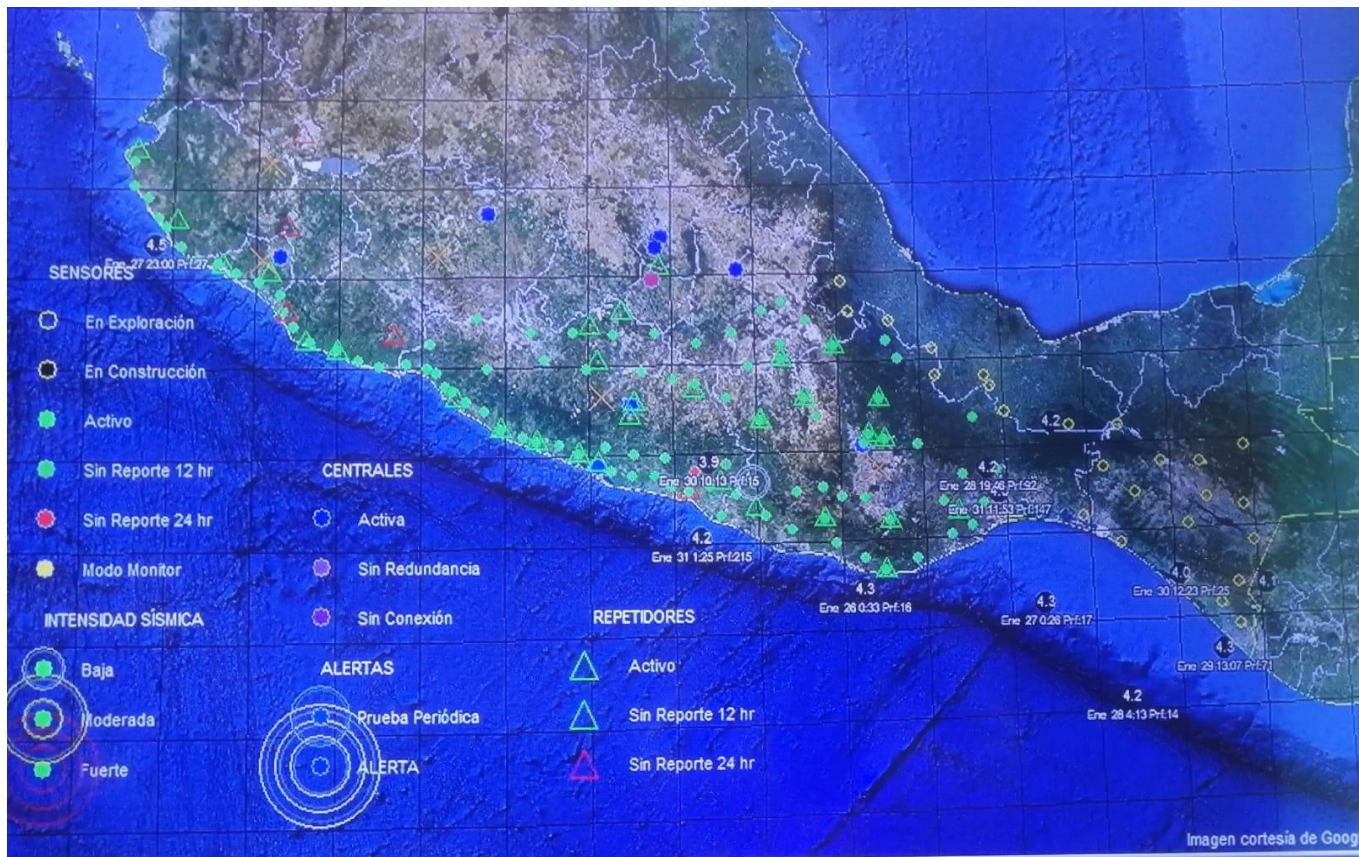 4.5
Ene 27 23:00 Prf:27
SENSORES
En Exploración
En Construcción
Activo
Sin Reporte 12 hr
Sin Reporte 24 hr
Modo Monitor
INTENSIDAD SÍSMICA
Baja
Moderada
Fuerte
CENTRALES
Activa
Sin Redundancia
Sin Conexión
ALERTAS
Prueba Periódica
ALERTA
REPETIDORES
Activo
Sin Reporte 12 hr
Sin Reporte 24 hr
3.9
Ene 30 10:13 Prf:15
4.2
Ene 31 1:25 Prf:215
4.3
Ene 26 0:33 Prf:16
4.2
4.2
Ene 28 19:46 Prf:92
Ene 31 11:53 Prf:147
4.3
Ene 27 0:26 Prf:17
4.0
Ene 30 12:23 Prf:25
4.1
4.3
Ene 29 13:07 Prf:71
4.2
Ene 28 4:13 Prf:14
Imagen cortesía de Goog